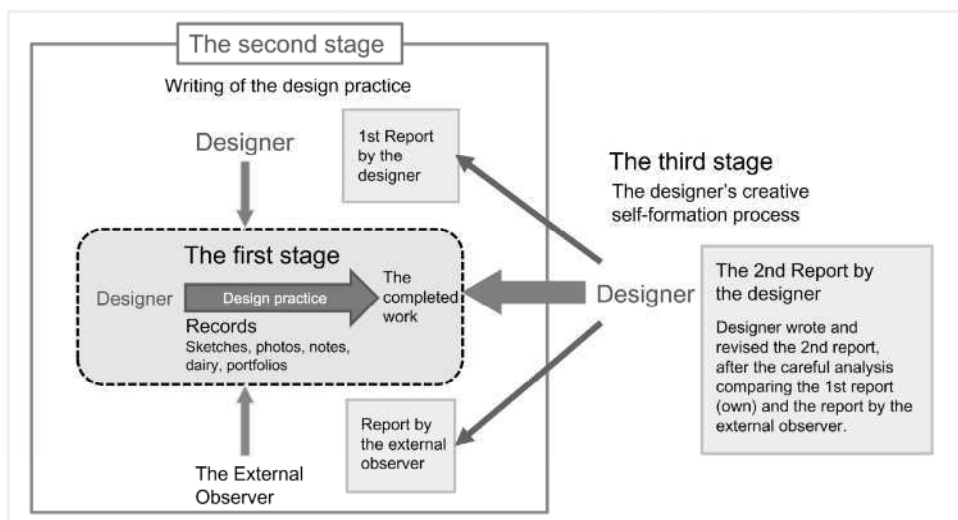 The second stage
Writing of the design practice
Designer
1st Report
by the
designer
The first stage
Designer
Design practice
The
completed
work
Records
Sketches, photos, notes,
dairy, portfolios
The External
Observer
Report by
the external
observer
The third stage
The designer's creative
self-formation process
Designer
The 2nd Report by
the designer
Designer wrote and
revised the 2nd report,
after the careful analysis
comparing the 1st report
(own) and the report by the
external observer.